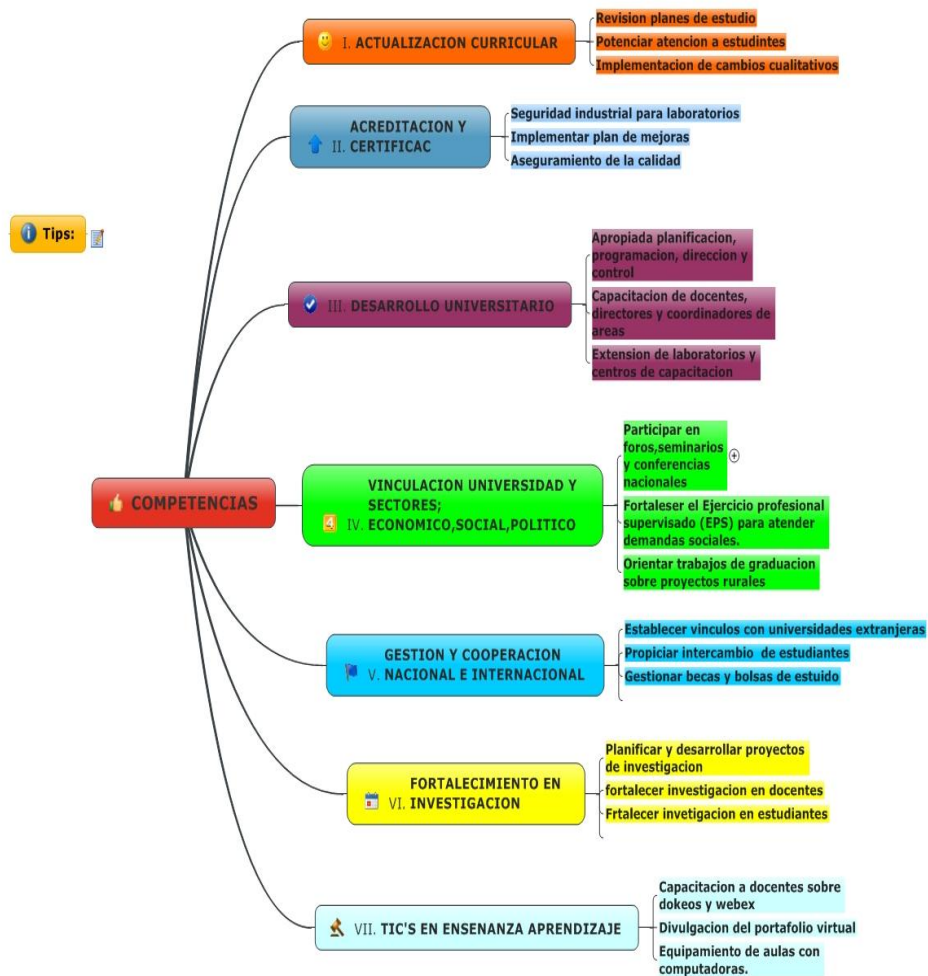 I. ACTUALIZACION CURRICULAR
Revision planes de estudio
Potenciar atencion a estudintes
Implementacion de cambios cualitativos
ACREDITACION Y
II. CERTIFICAC
Seguridad industrial para laboratorios
Implementar plan de mejoras
Aseguramiento de la calidad
Tips:
III. DESARROLLO UNIVERSITARIO
Apropiada planificacion,
programacion, direccion y
control
Capacitacion de docentes,
directores y coordinadores de
areas
Extension de laboratorios y
centros de capacitacion
COMPETENCIAS
VINCULACION UNIVERSIDAD Y
SECTORES;
4 IV. ECONOMICO,SOCIAL,POLITICO
Participar en
foros,seminarios
y conferencias
nacionales
Fortaleser el Ejercicio profesional
supervisado (EPS) para atender
demandas sociales.
Orientar trabajos de graduacion
sobre proyectos rurales
GESTION Y COOPERACION
V. NACIONAL E INTERNACIONAL
Establecer vinculos con universidades extranjeras
Propiciar intercambio de estudiantes
Gestionar becas y bolsas de estuido
FORTALECIMIENTO EN
VI. INVESTIGACION
Planificar y desarrollar proyectos
de investigacion
fortalecer investigacion en docentes
Frtalecer invetigacion en estudiantes
VII. TIC'S EN ENSENANZA APRENDIZAJE
Capacitacion a docentes sobre
dokeos y webex
Divulgacion del portafolio virtual
Equipamiento de aulas con
computadoras.